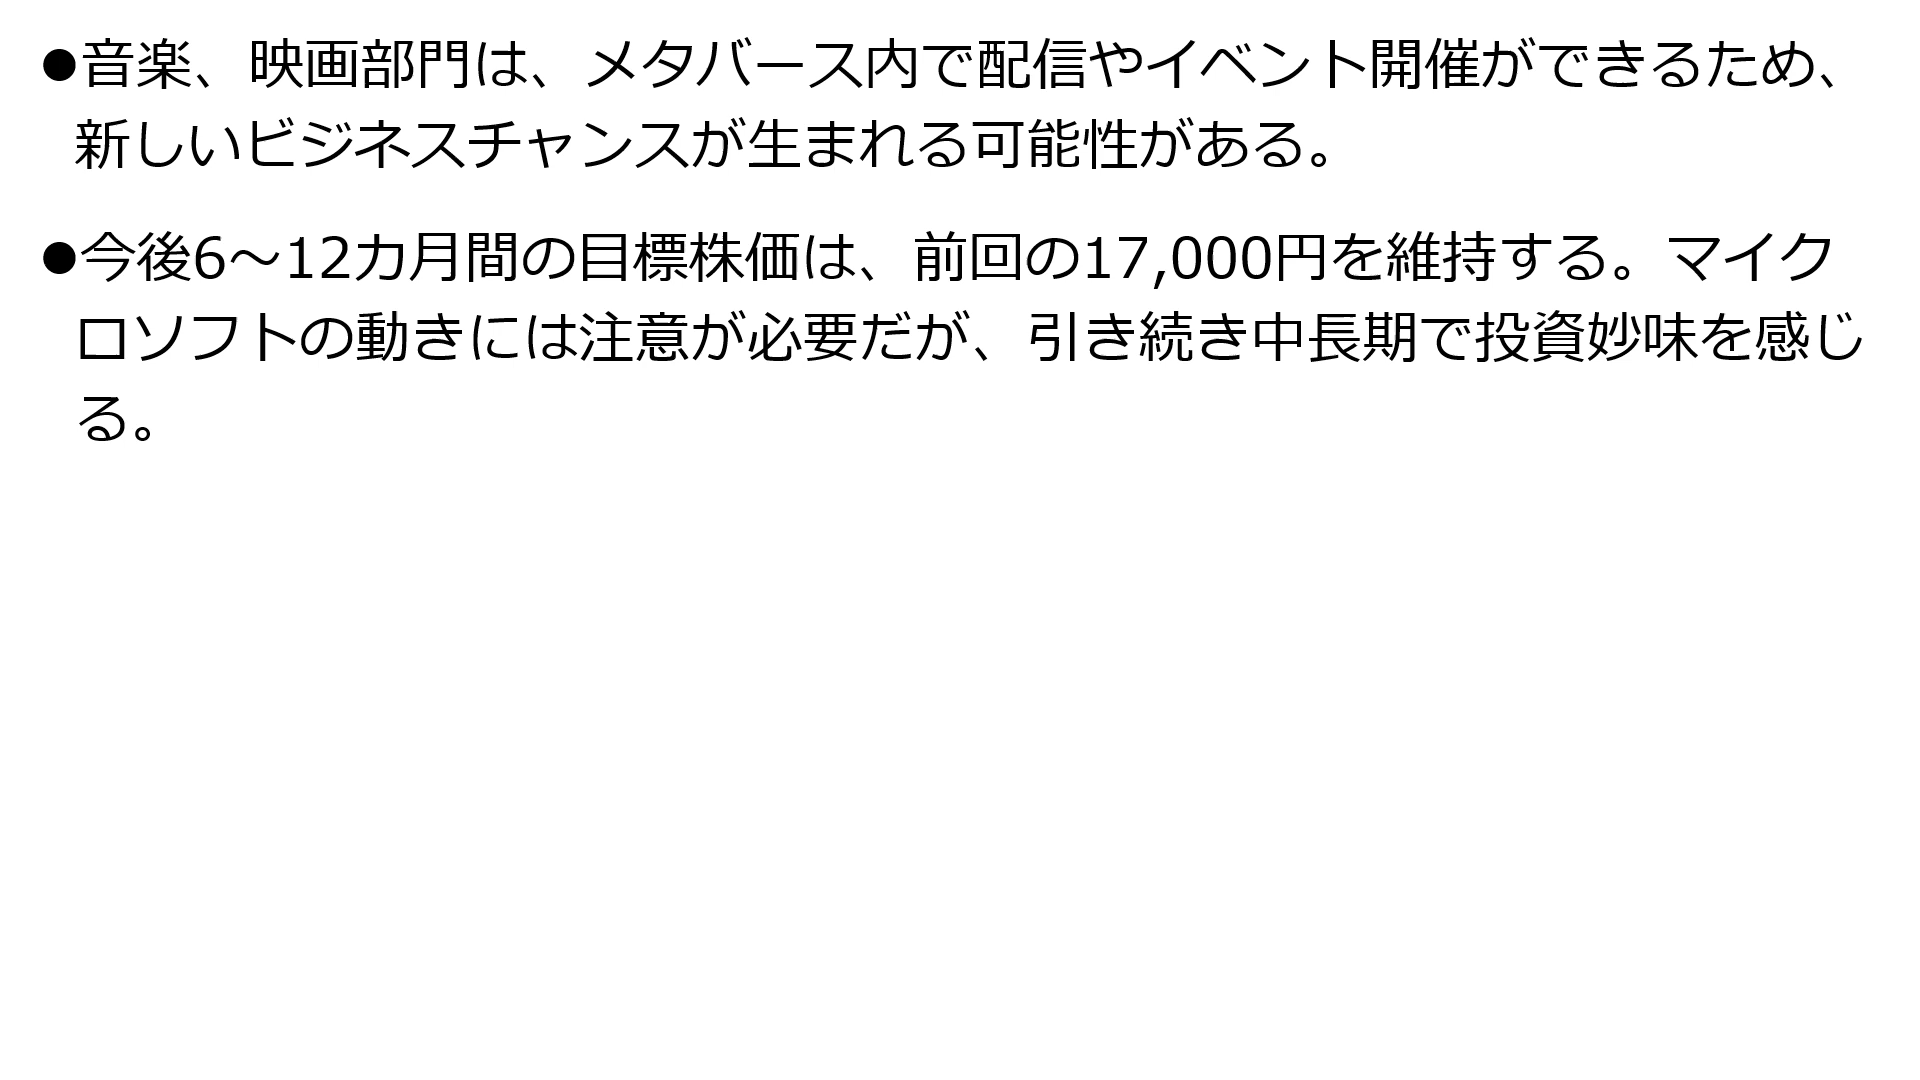 ●音楽、映画部門は、メタバース内で配信やイベント開催ができるため、
新しいビジネスチャンスが生まれる可能性がある。
●今後6～12カ月間の目標株価は、前回の17,000円を維持する。マイク
ロソフトの動きには注意が必要だが、引き続き中長期で投資妙味を感じ
る。